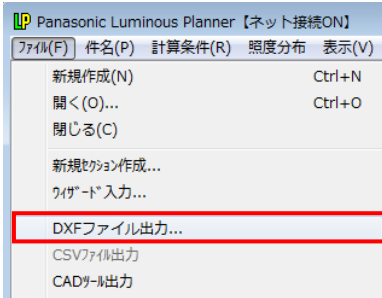 LP Panasonic Luminous Planner【ネット接続ON】
ﾌｧｲﾙ(F) 件名(P) 計算条件(R) 照度分布 表示(V)
新規作成(N) Ctrl+N
開く(O)... Ctrl+O
閉じる(C)
新規ｾｸｼｮﾝ作成...
ｳｨｻﾞｰﾄﾞ入力...
DXFファイル出力...
CSVﾌｧｲﾙ出力
CADﾂｰﾙ出力